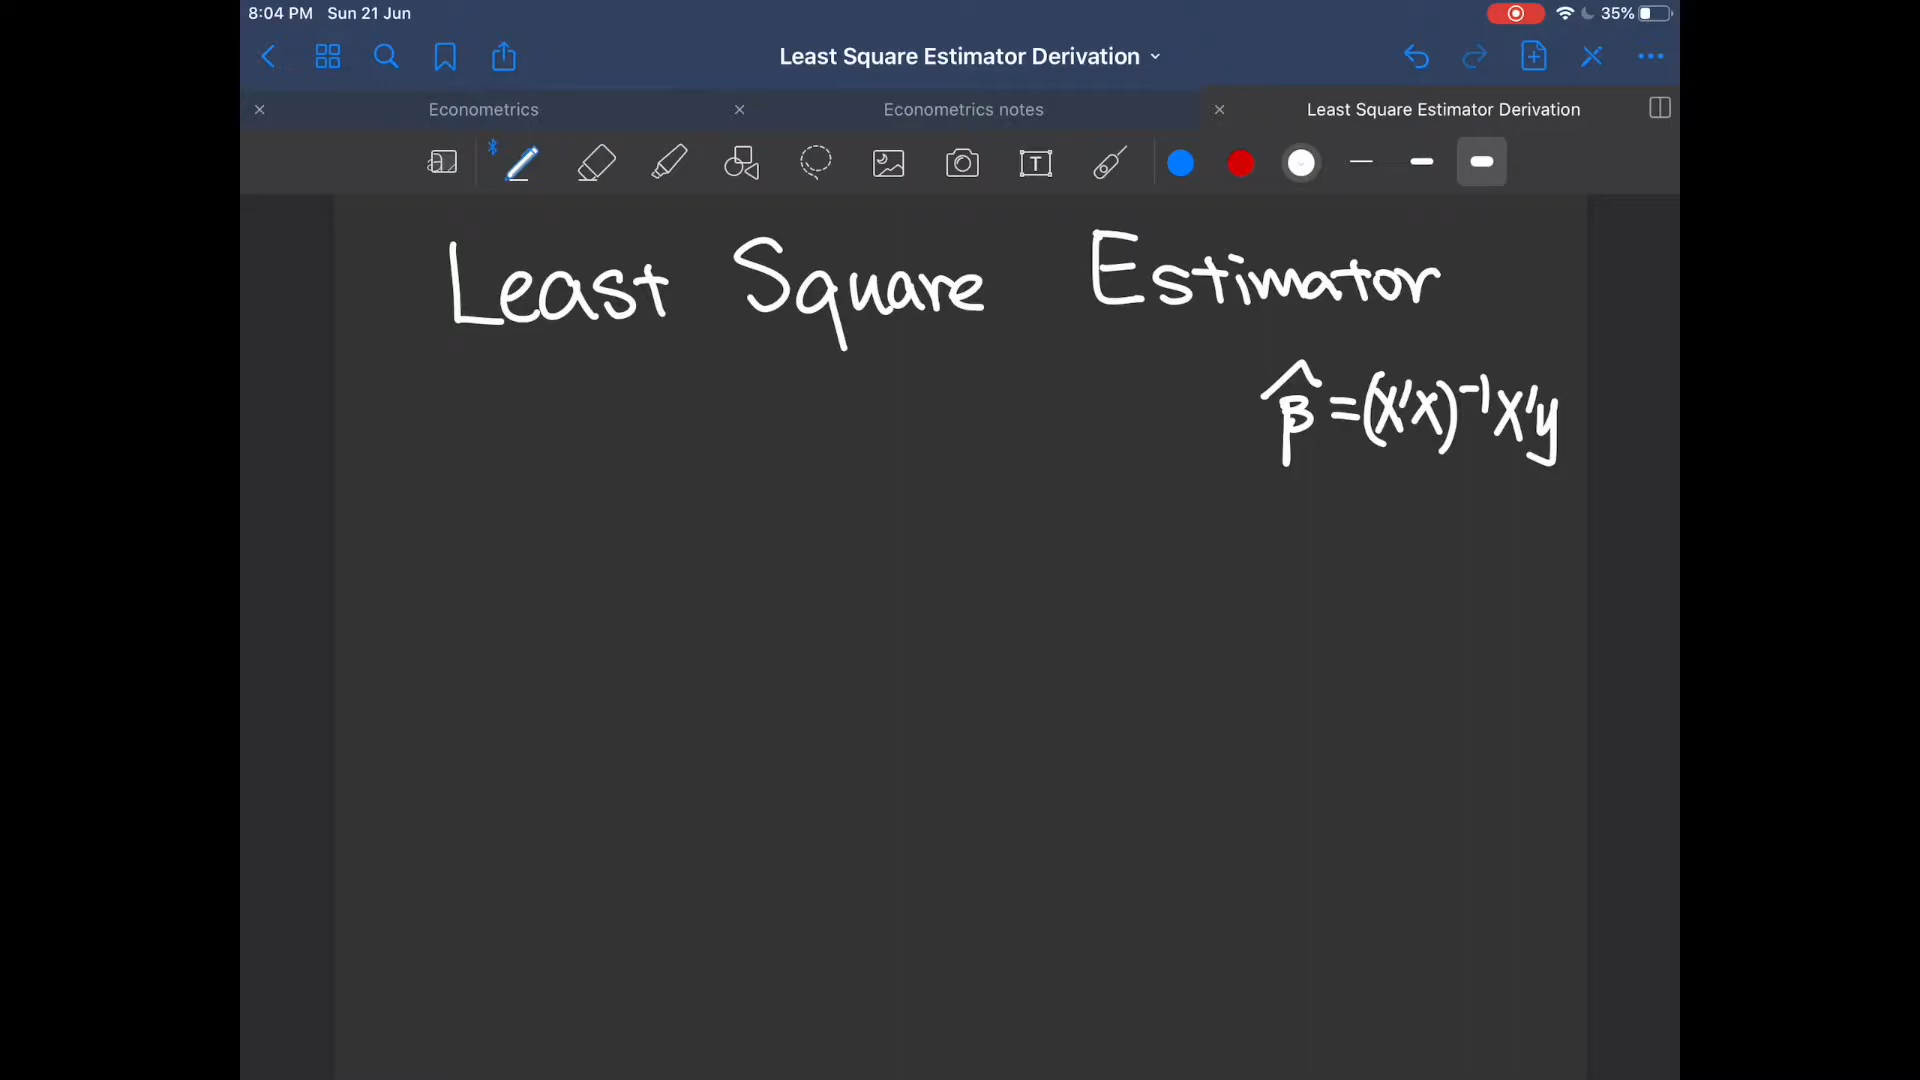 8:04 PM Sun 21 Jun 35%
Least Square Estimator Derivation
Econometrics Econometrics notes Least Square Estimator Derivation
Least Square Estimator
β̂ = (X'X)⁻¹X'y